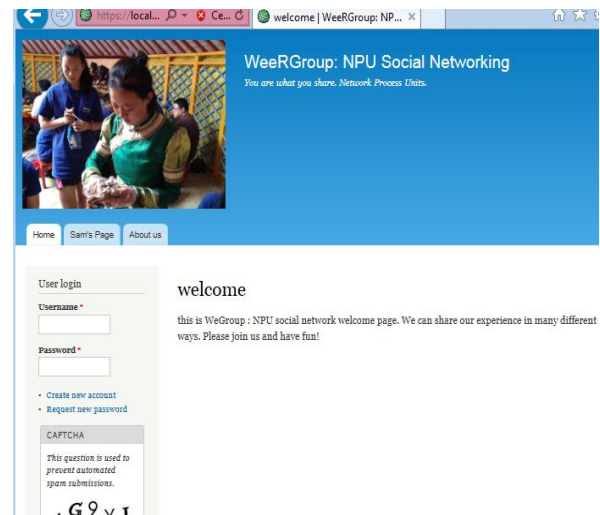 https://local... Ce...
welcome | WeeRGroup: NP...
WeeRGroup: NPU Social Networking
You are what you share. Network Process Units.
Home Sam's Page About us
User login
Username *
Password *
Create new account
Request new password
CAPTCHA
This question is used to
prevent automated
spam submissions.
welcome
this is WeGroup : NPU social network welcome page. We can share our experience in many different
ways. Please join us and have fun!